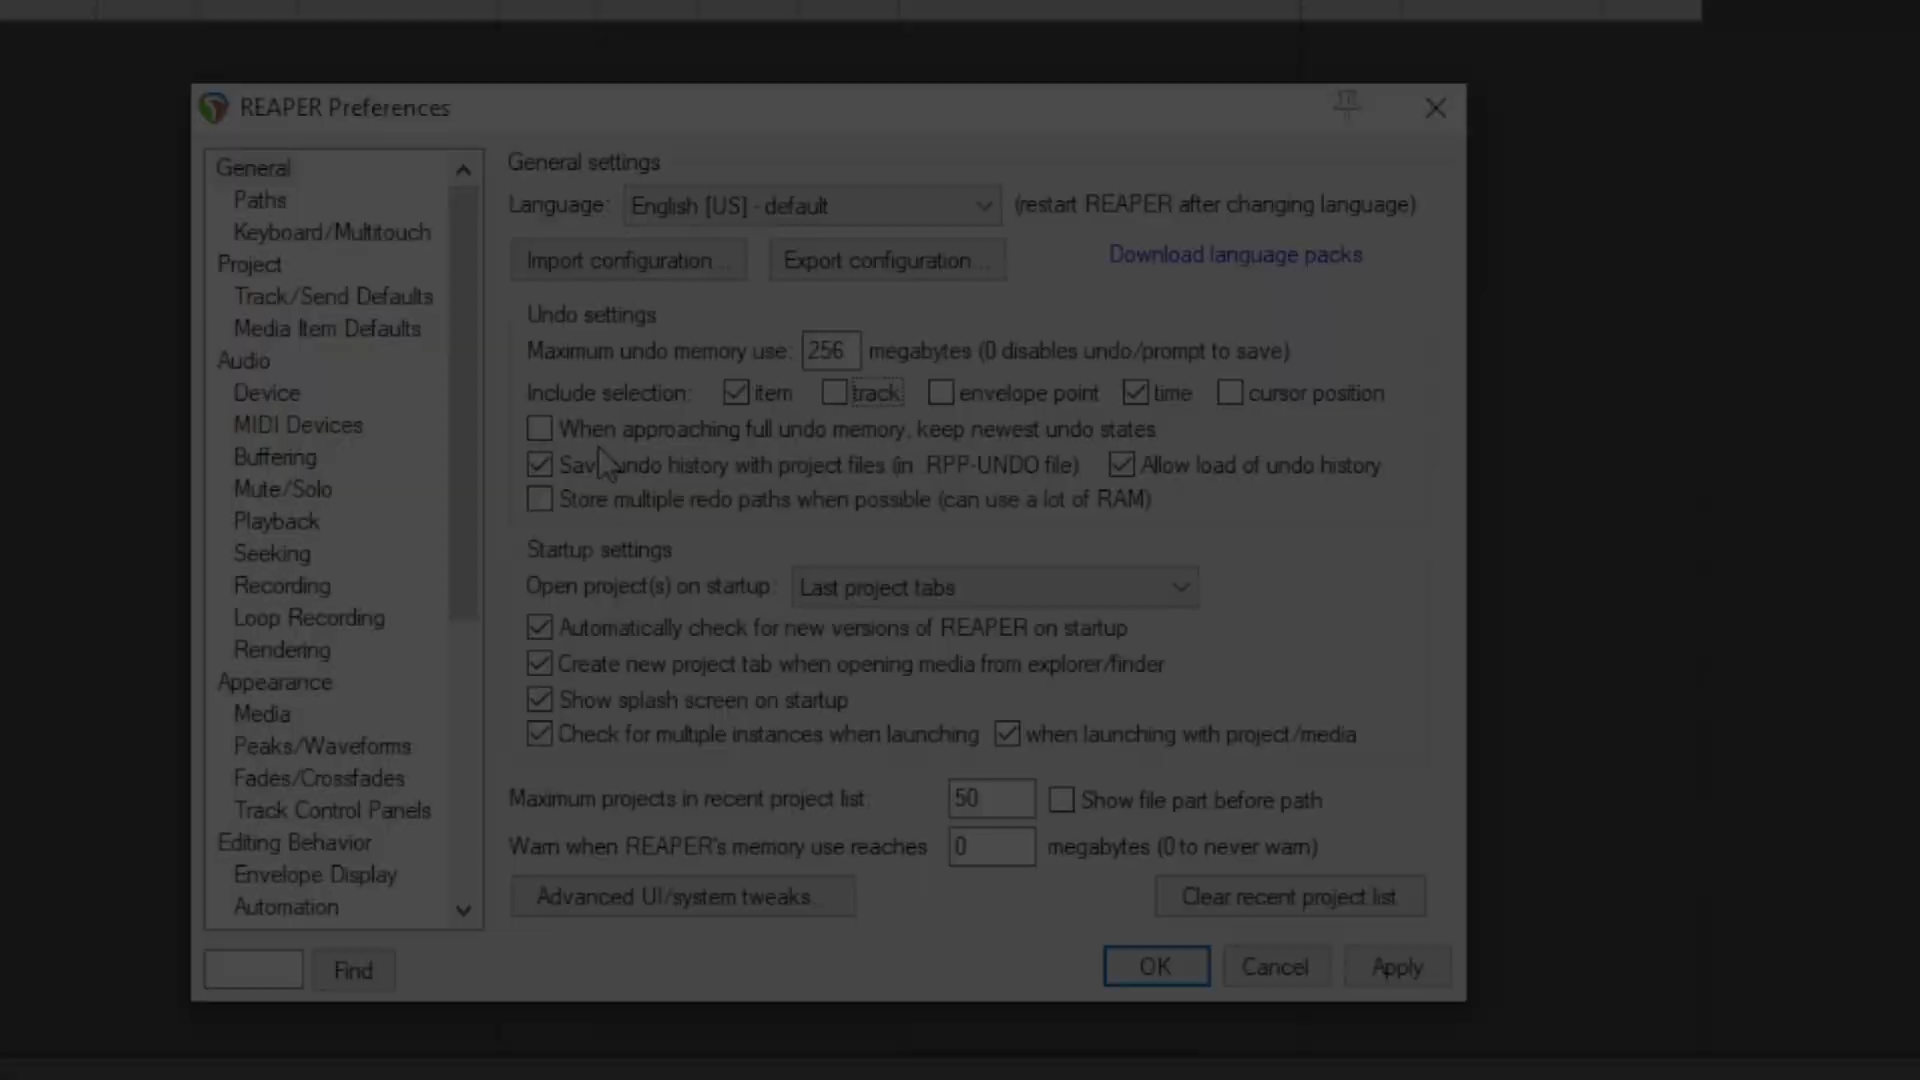 REAPER Preferences
General
Paths
Keyboard/Multitouch
Project
Track/Send Defaults
Media Item Defaults
Audio
Device
MIDI Devices
Buffering
Mute/Solo
Playback
Seeking
Recording
Loop Recording
Rendering
Appearance
Media
Peaks/Waveforms
Fades/Crossfades
Track Control Panels
Editing Behavior
Envelope Display
Automation
Find
General settings
Language: English [US] - default (restart REAPER after changing language)
Import configuration... Export configuration... Download language packs
Undo settings
Maximum undo memory use: 256 megabytes (0 disables undo/prompt to save)
Include selection: item track envelope point time cursor position
When approaching full undo memory, keep newest undo states
Save undo history with project files (in .RPP-UNDO file) Allow load of undo history
Store multiple redo paths when possible (can use a lot of RAM)
Startup settings
Open project(s) on startup: Last project tabs
Automatically check for new versions of REAPER on startup
Create new project tab when opening media from explorer/finder
Show splash screen on startup
Check for multiple instances when launching when launching with project/media
Maximum projects in recent project list: 50 Show file part before path
Warn when REAPER's memory use reaches 0 megabytes (0 to never warn)
Advanced UI/system tweaks... Clear recent project list
OK Cancel Apply